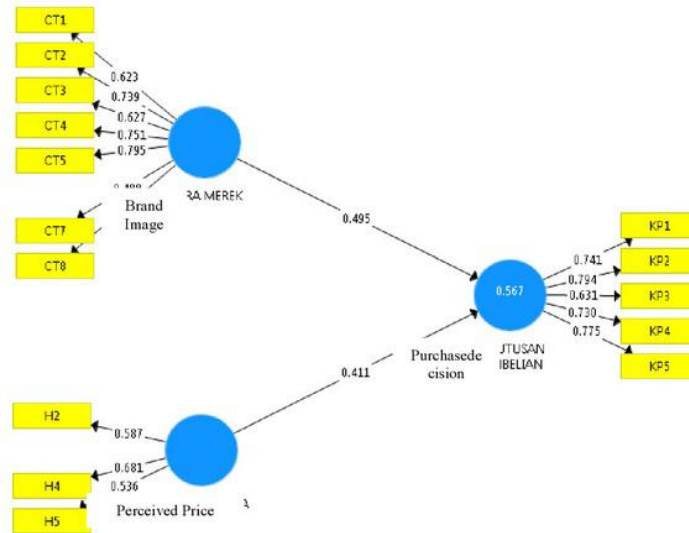 CT1
CT2
CT3
CT4
CT5
CT7
CT8
0.623
0.739
0.627
0.751
0.795
RA MEREK
Brand
Image
0.495
0.567
UTUSAN
IBELIAN
Purchasede
cision
0.741
0.794
0.631
0.730
0.775
KP1
KP2
KP3
KP4
KP5
0.411
H2
H4
H5
0.587
0.681
0.536
Perceived Price